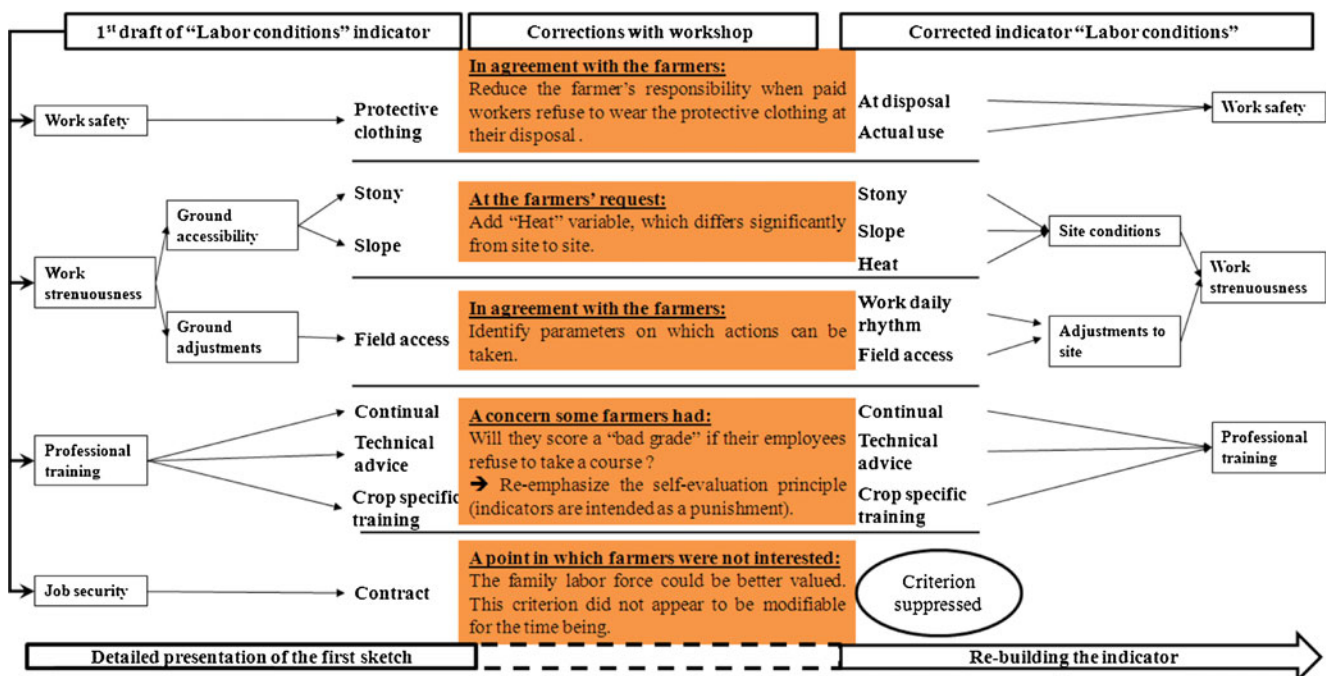 1st draft of “Labor conditions” indicator
Corrections with workshop
Corrected indicator “Labor conditions”
Work safety
Protective
clothing
In agreement with the farmers:
Reduce the farmer’s responsibility when paid
workers refuse to wear the protective clothing at
their disposal .
At disposal
Actual use
Work safety
Work
strenuousness
Ground
accessibility
Stony
Slope
At the farmers’ request:
Add “Heat” variable, which differs significantly
from site to site.
Stony
Slope
Heat
Site conditions
Work
strenuousness
Ground
adjustments
Field access
In agreement with the farmers:
Identify parameters on which actions can be
taken.
Work daily
rhythm
Field access
Adjustments to
site
Professional
training
Continual
Technical
advice
Crop specific
training
A concern some farmers had:
Will they score a “bad grade” if their employees
refuse to take a course ?
➔ Re-emphasize the self-evaluation principle
(indicators are intended as a punishment).
Continual
Technical
advice
Crop specific
training
Professional
training
Job security
Contract
A point in which farmers were not interested:
The family labor force could be better valued.
This criterion did not appear to be modifiable
for the time being.
Criterion
suppressed
Detailed presentation of the first sketch
Re-building the indicator